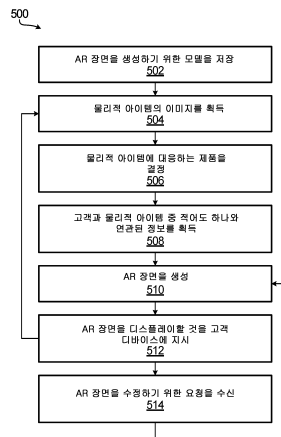 500
AR 장면을 생성하기 위한 모델을 저장
502
물리적 아이템의 이미지를 획득
504
물리적 아이템에 대응하는 제품을
결정
506
고객과 물리적 아이템 중 적어도 하나와
연관된 정보를 획득
508
AR 장면을 생성
510
AR 장면을 디스플레이할 것을 고객
디바이스에 지시
512
AR 장면을 수정하기 위한 요청을 수신
514